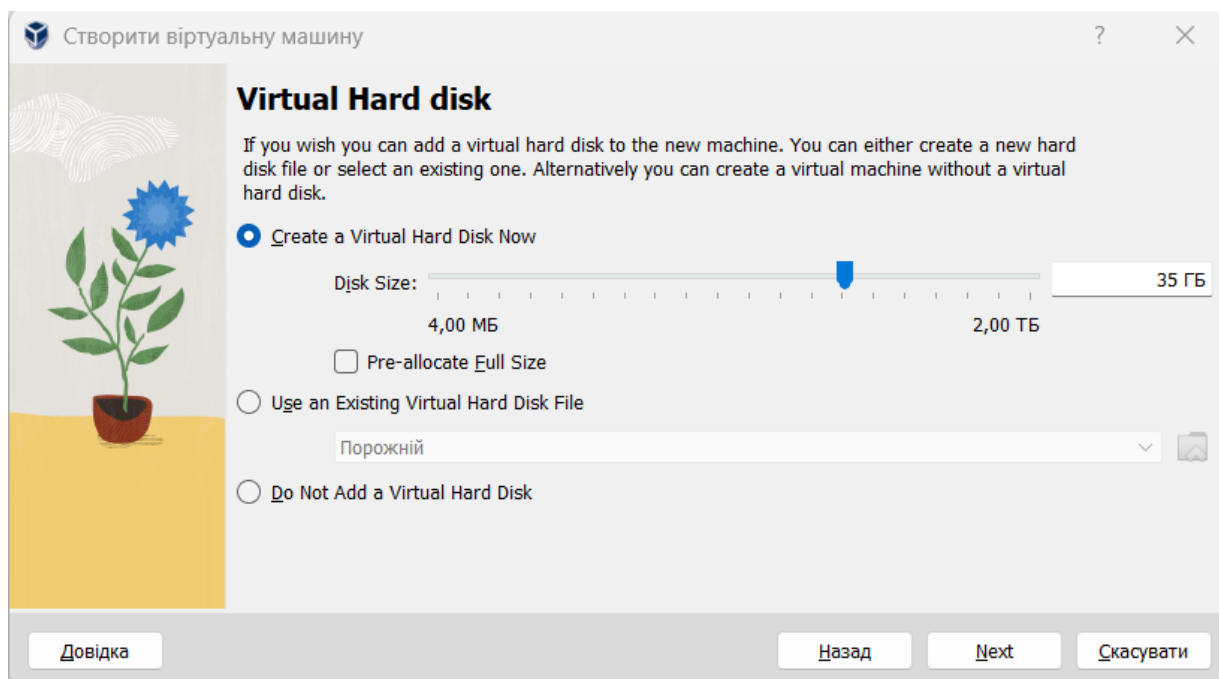 Створити віртуальну машину
?
Virtual Hard disk
If you wish you can add a virtual hard disk to the new machine. You can either create a new hard
disk file or select an existing one. Alternatively you can create a virtual machine without a virtual
hard disk.
Create a Virtual Hard Disk Now
Disk Size:
35 ГБ
4,00 МБ
2,00 ТБ
Pre-allocate Full Size
Use an Existing Virtual Hard Disk File
Порожній
Do Not Add a Virtual Hard Disk
Довідка
Назад
Next
Скасувати